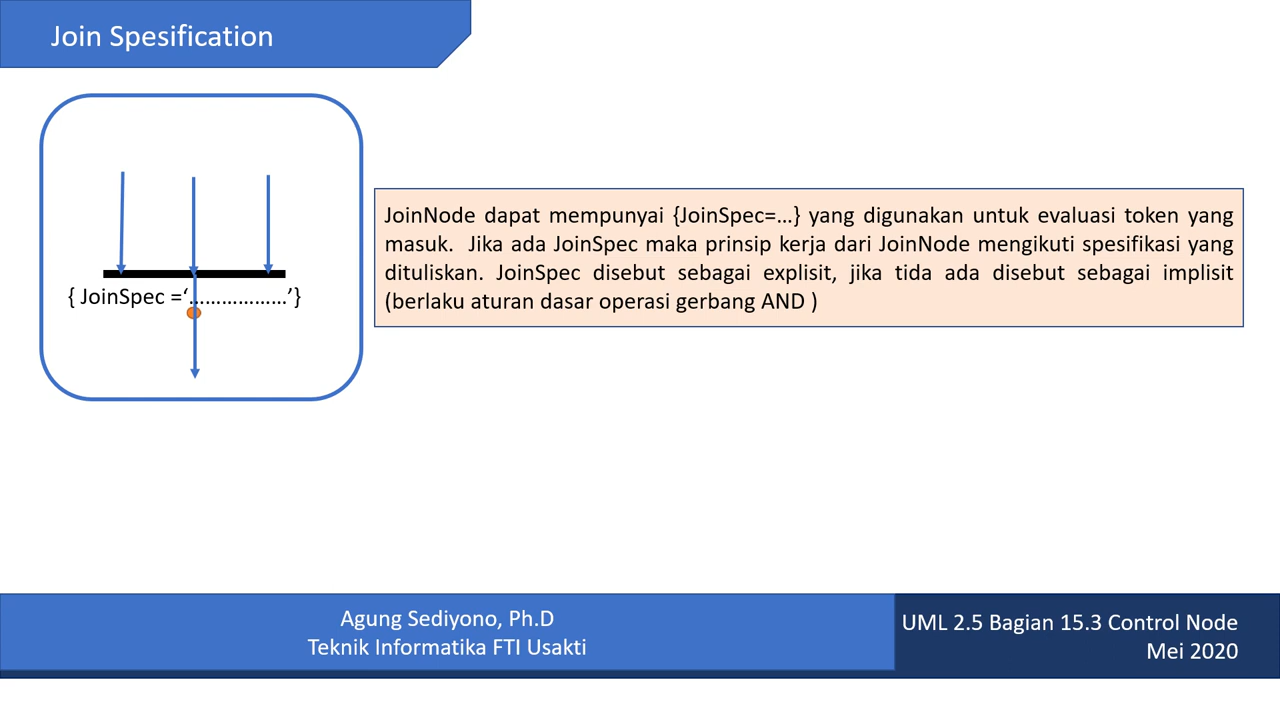 Join Spesification
{ JoinSpec =‘………………’}
JoinNode dapat mempunyai {JoinSpec=…} yang digunakan untuk evaluasi token yang
masuk. Jika ada JoinSpec maka prinsip kerja dari JoinNode mengikuti spesifikasi yang
dituliskan. JoinSpec disebut sebagai explisit, jika tida ada disebut sebagai implisit
(berlaku aturan dasar operasi gerbang AND )
Agung Sediyono, Ph.D
Teknik Informatika FTI Usakti
UML 2.5 Bagian 15.3 Control Node
Mei 2020